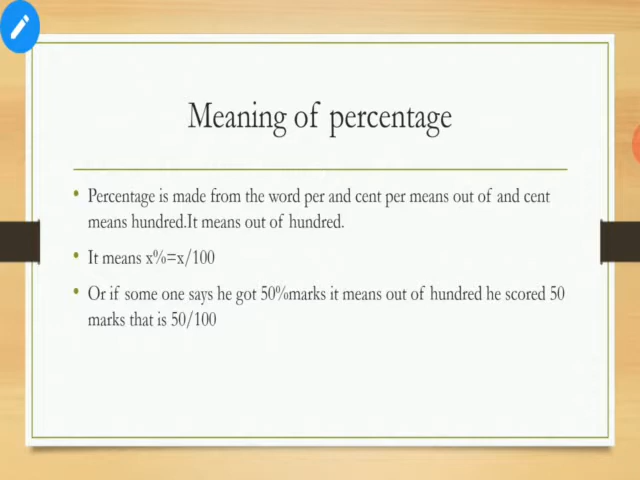 Meaning of percentage
• Percentage is made from the word per and cent per means out of and cent
means hundred.It means out of hundred.
• It means x%=x/100
• Or if some one says he got 50%marks it means out of hundred he scored 50
marks that is 50/100